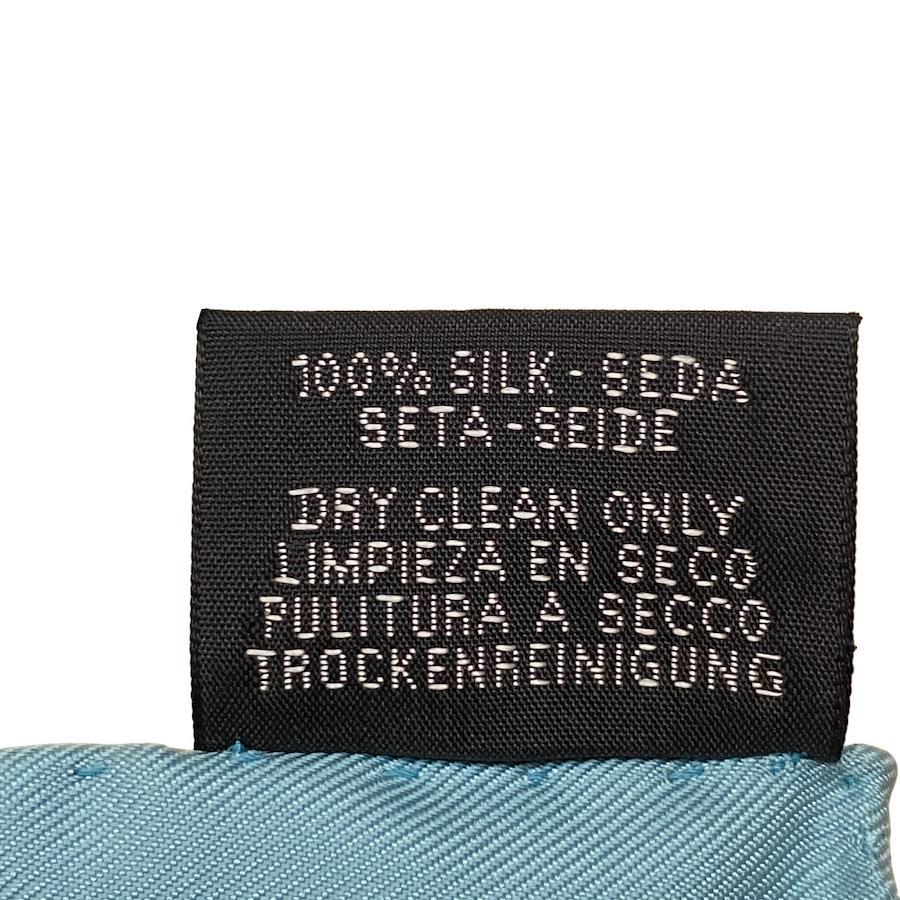 100% SILK - SEDA
SETA - SEIDE
DRY CLEAN ONLY
LIMPIEZA EN SECO
PULITURA A SECCO
TROCKENREINIGUNG